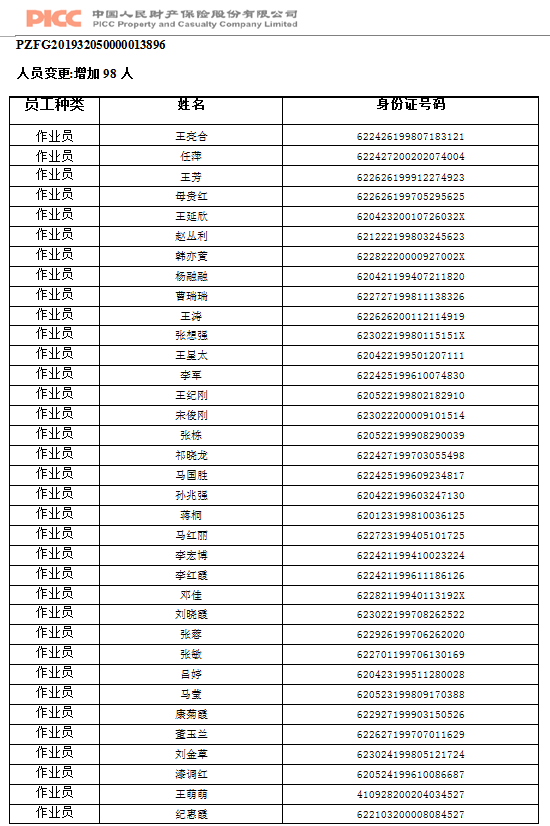 PICC 中国人民财产保险股份有限公司
PICC Property and Casualty Company Limited
PZFG201932050000013896
人员变更:增加 98 人
员工种类 姓名 身份证号码
作业员 王亮合 622426199807183121
作业员 任萍 622427200202074004
作业员 王芳 622626199912274923
作业员 母贵红 622626199705295625
作业员 王延欣 62042320010726032X
作业员 赵丛利 621222199803245623
作业员 韩亦萱 62282220000927002X
作业员 杨融融 620421199407211820
作业员 曹瑞瑞 622727199811138326
作业员 王涛 622626200112114919
作业员 张想强 62302219980115151X
作业员 王星太 620422199501207111
作业员 李军 622425199610074830
作业员 王纪刚 620522199802182910
作业员 宋俊刚 623022200009101514
作业员 张栋 620522199908290039
作业员 祁晓龙 622427199703055498
作业员 马国胜 622425199609234817
作业员 孙兆强 620422199603247130
作业员 蒋桐 620123199810036125
作业员 马红丽 622723199405101725
作业员 李宏博 622421199410023224
作业员 李红霞 622421199611186126
作业员 邓佳 62282119940113192X
作业员 刘晓霞 623022199708262522
作业员 张蓉 622926199706262020
作业员 张敏 622701199706130169
作业员 吕婷 620423199511280028
作业员 马莹 620523199809170388
作业员 康菊霞 622927199903150526
作业员 董玉兰 622627199707011629
作业员 刘金草 623024199805121724
作业员 漆调红 620524199610086687
作业员 王萌萌 410928200204034527
作业员 纪惠霞 622103200008084527